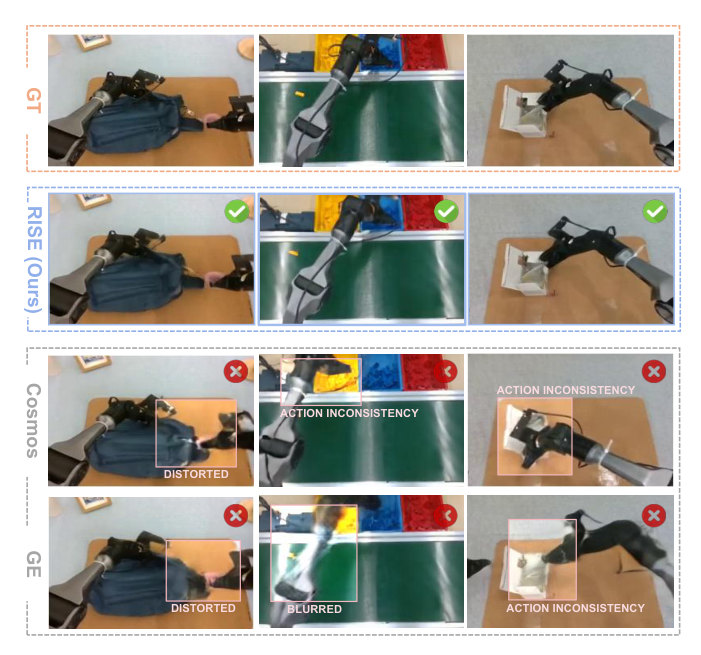 GT
RISE (Ours)
Cosmos
DISTORTED
ACTION INCONSISTENCY
ACTION INCONSISTENCY
GE
DISTORTED
BLURRED
ACTION INCONSISTENCY